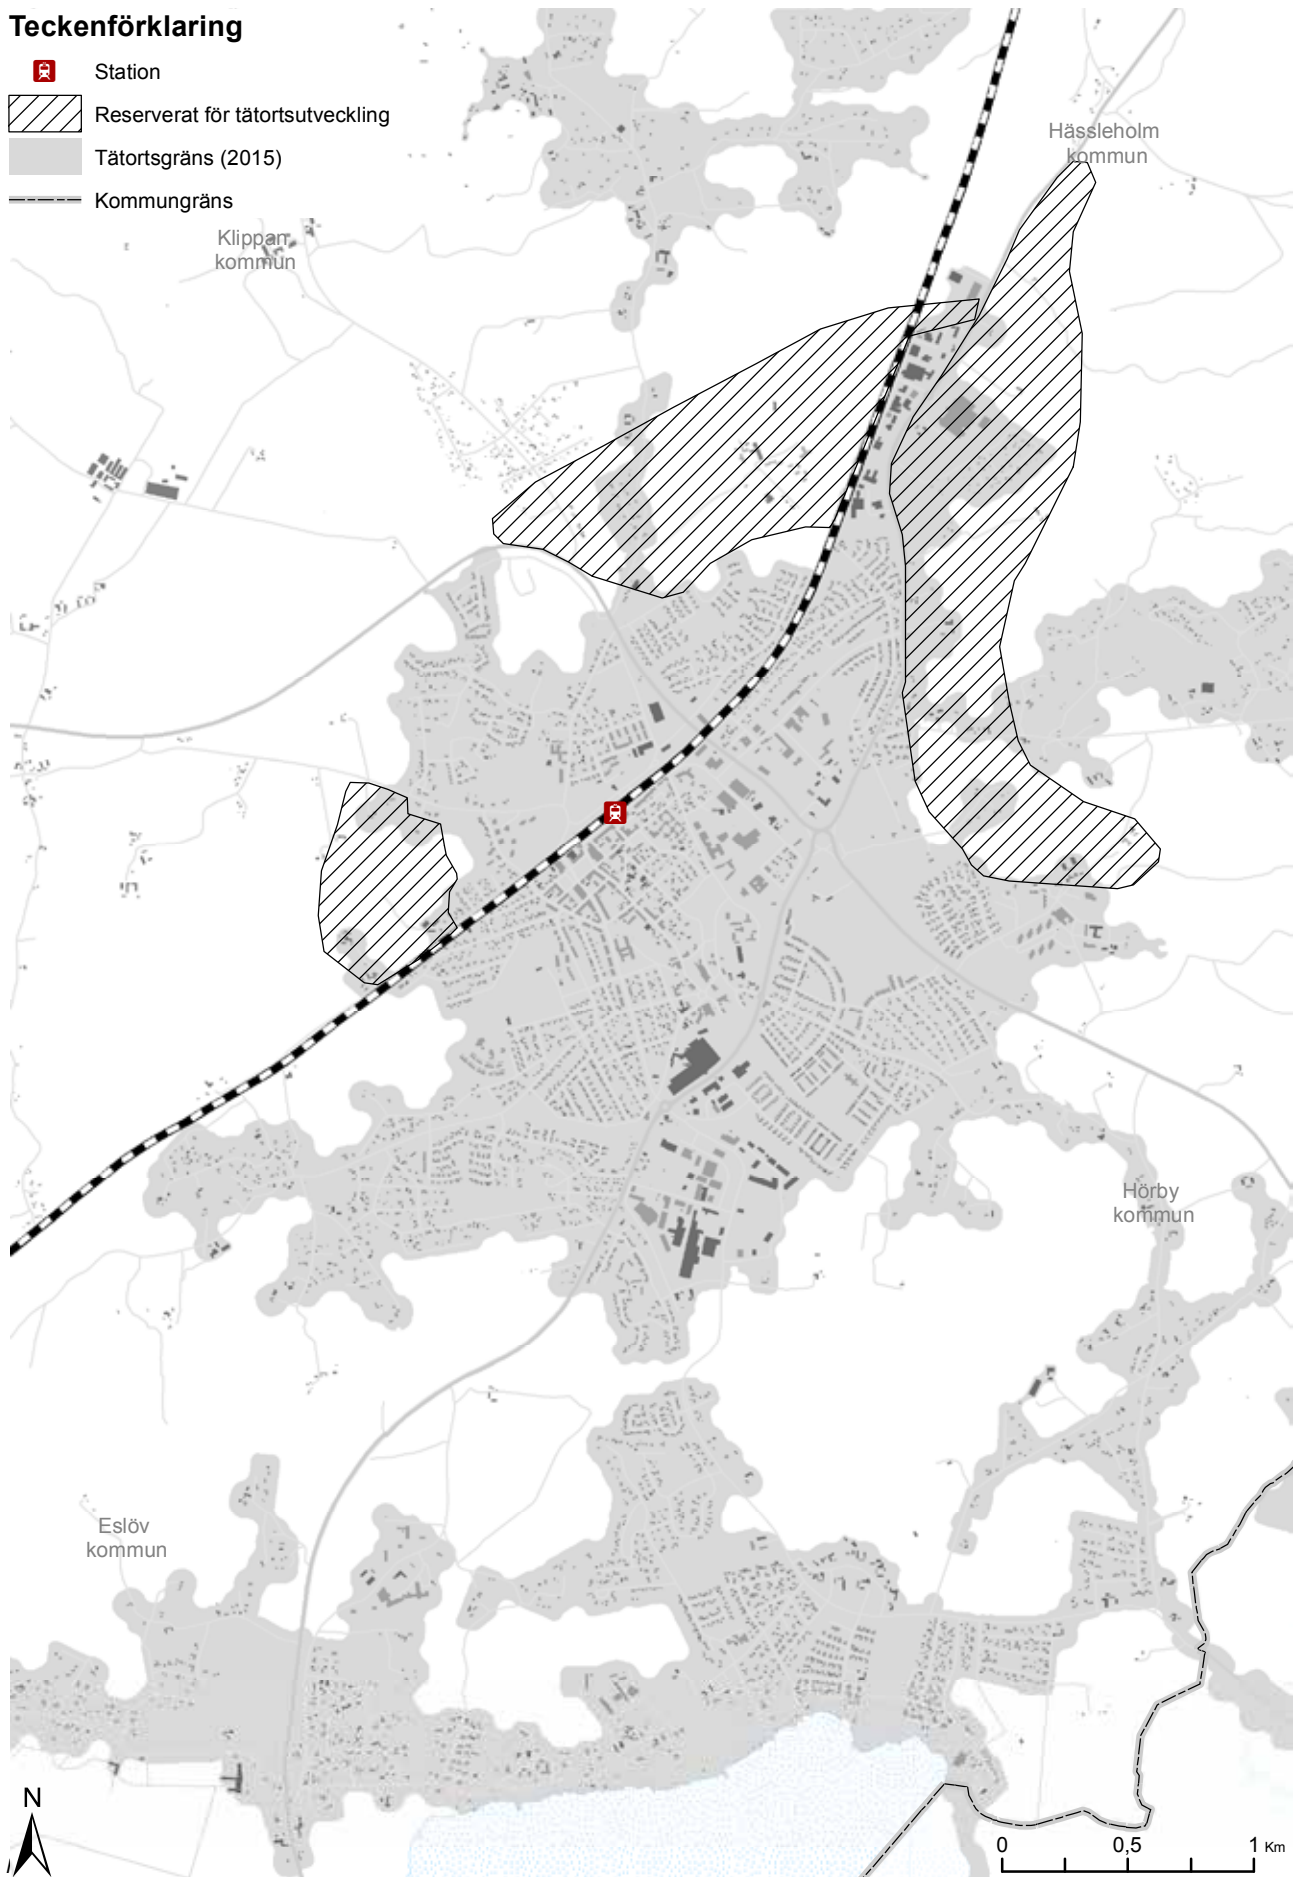 Teckenförklaring
Station
Reserverat för tätortsutveckling
Tätortsgräns (2015)
Kommungräns
Hässleholm
kommun
Klippan
kommun
Hörby
kommun
Eslöv
kommun
N
0 0,5 1 Km